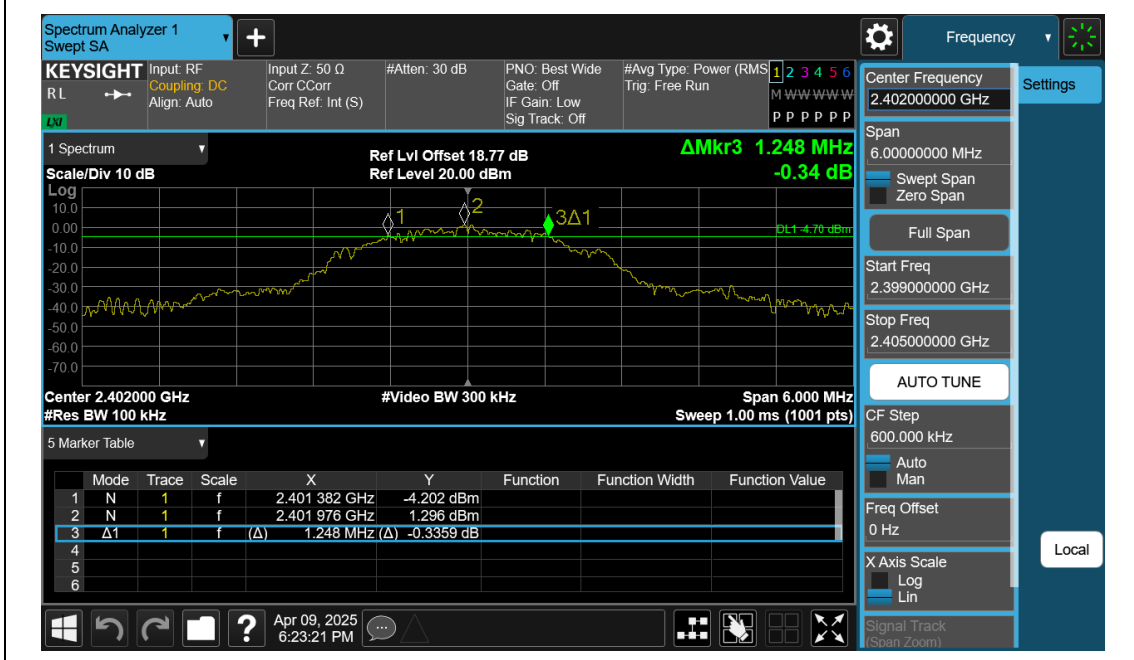 Spectrum Analyzer 1
Swept SA
+
Frequency
KEYSIGHT
RL
LXI
Input: RF
Coupling: DC
Align: Auto
Input Z: 50 Ω
Corr CCorr
Freq Ref: Int (S)
#Atten: 30 dB
PNO: Best Wide
Gate: Off
IF Gain: Low
Sig Track: Off
#Avg Type: Power (RMS
Trig: Free Run
1 2 3 4 5 6
M W W W W W
P P P P P P
1 Spectrum
Scale/Div 10 dB
Ref Lvl Offset 18.77 dB
Ref Level 20.00 dBm
ΔMkr3 1.248 MHz
-0.34 dB
Log
10.0
0.00
-10.0
-20.0
-30.0
-40.0
-50.0
-60.0
-70.0
1
2
3Δ1
DL1 -4.70 dBm
Center 2.402000 GHz
#Video BW 300 kHz
Span 6.000 MHz
#Res BW 100 kHz
Sweep 1.00 ms (1001 pts)
5 Marker Table
Mode Trace Scale X Y Function Function Width Function Value
1 N 1 f 2.401 382 GHz -4.202 dBm
2 N 1 f 2.401 976 GHz 1.296 dBm
3 Δ1 1 f (Δ) 1.248 MHz (Δ) -0.3359 dB
4
5
6
?
Apr 09, 2025
6:23:21 PM
Center Frequency
2.402000000 GHz
Span
6.00000000 MHz
Swept Span
Zero Span
Full Span
Start Freq
2.399000000 GHz
Stop Freq
2.405000000 GHz
AUTO TUNE
CF Step
600.000 kHz
Auto
Man
Freq Offset
0 Hz
X Axis Scale
Log
Lin
Signal Track
(Span Zoom)
Settings
Local